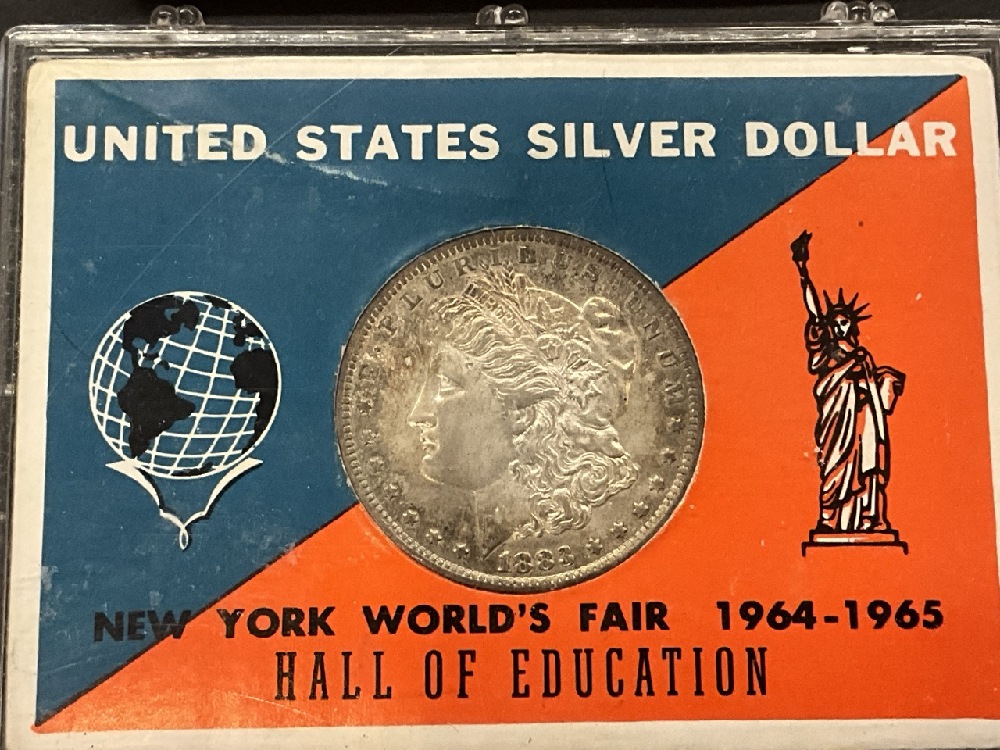 UNITED STATES SILVER DOLLAR
E PLURIBUS UNUM
1883
NEW YORK WORLD'S FAIR 1964-1965
HALL OF EDUCATION